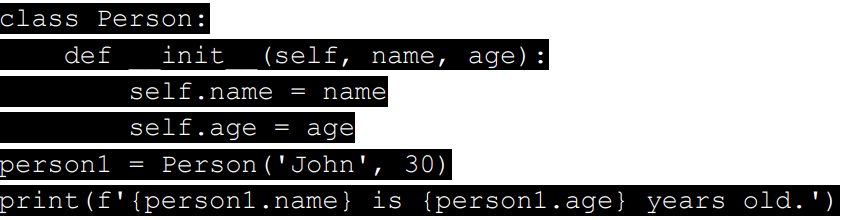 class Person:
    def __init__(self, name, age):
        self.name = name
        self.age = age
person1 = Person('John', 30)
print(f'{person1.name} is {person1.age} years old.')